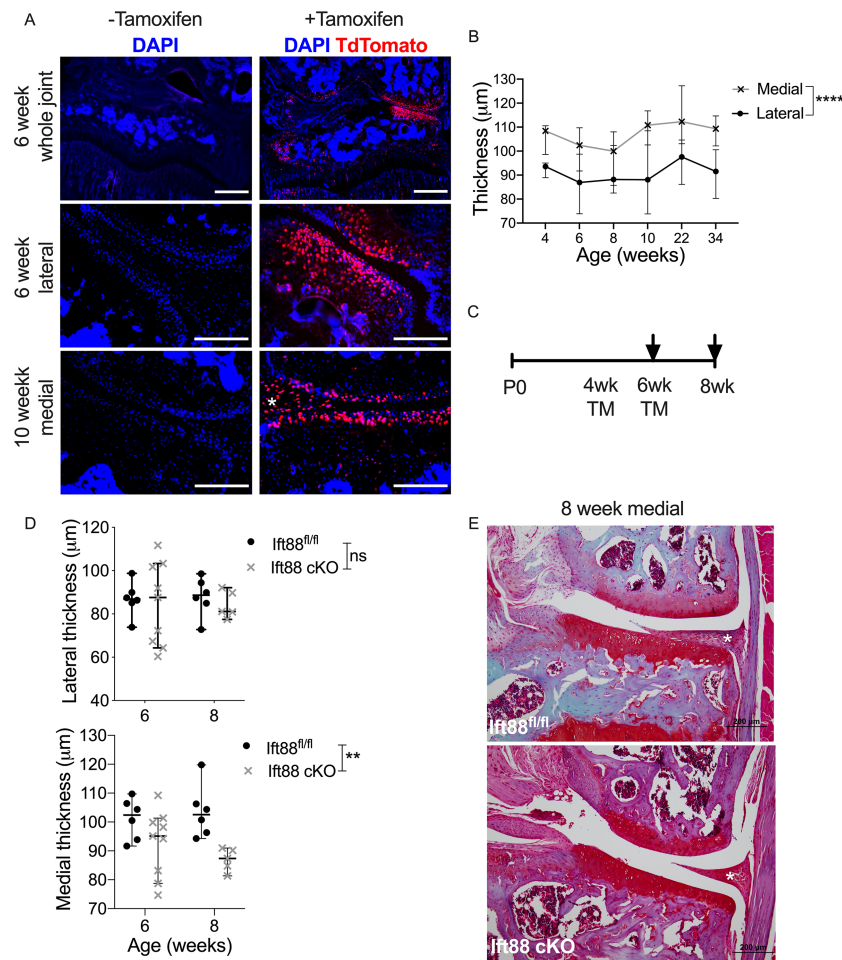 A
-Tamoxifen
+Tamoxifen
DAPI
DAPI TdTomato
6 week
whole joint
6 week
lateral
10 weekk
medial
*
B
Thickness (µm)
130
120
110
100
90
80
70
4 6 8 10 22 34
Age (weeks)
Medial
Lateral
****
C
P0
4wk
TM
6wk
TM
8wk
D
Lateral thickness (µm)
120
100
80
60
40
6 8
Ift88fl/fl
Ift88 cKO
ns
Medial thickness (µm)
130
120
110
100
90
80
70
6 8
Age (weeks)
Ift88fl/fl
Ift88 cKO
**
E
8 week medial
*
Ift88fl/fl
200 µm
*
Ift88 cKO
200 µm